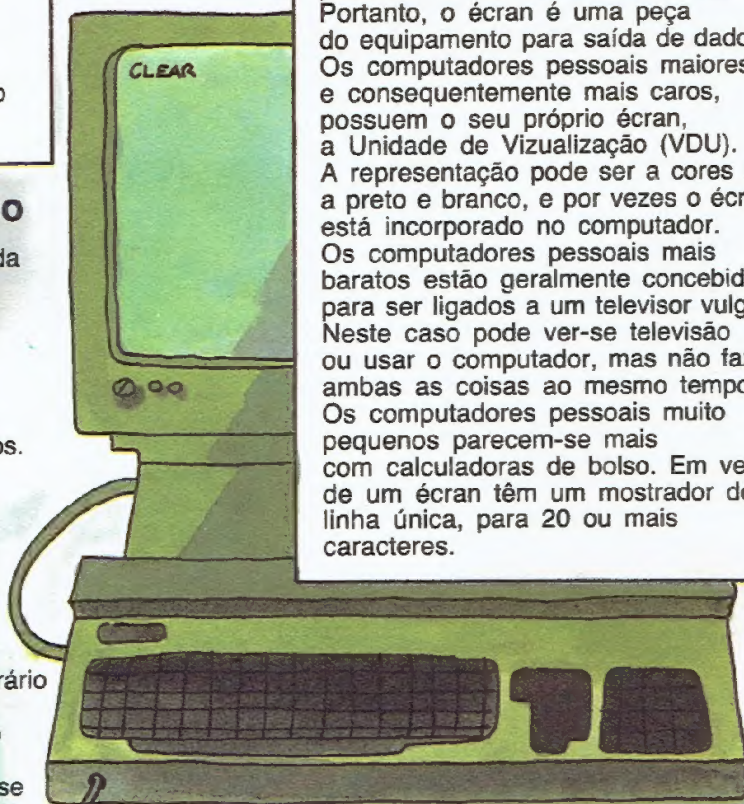 o
o
da
os.
rário
se
CLEAR
Portanto, o écran é uma peça
do equipamento para saída de dado
Os computadores pessoais maiores
e consequentemente mais caros,
possuem o seu próprio écran,
a Unidade de Vizualização (VDU).
A representação pode ser a cores
a preto e branco, e por vezes o écr
está incorporado no computador.
Os computadores pessoais mais
baratos estão geralmente concebid
para ser ligados a um televisor vulg
Neste caso pode ver-se televisão
ou usar o computador, mas não faz
ambas as coisas ao mesmo tempo
Os computadores pessoais muito
pequenos parecem-se mais
com calculadoras de bolso. Em ve
de um écran têm um mostrador de
linha única, para 20 ou mais
caracteres.